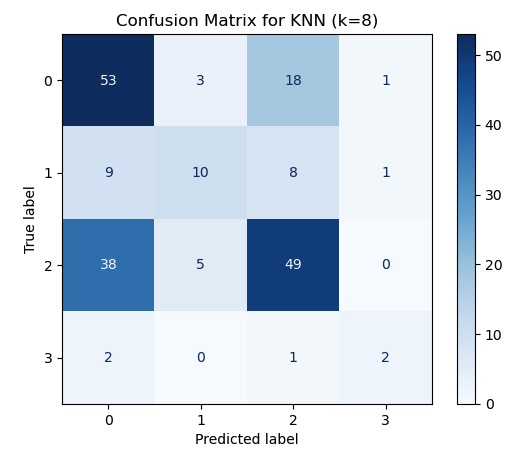 Confusion Matrix for KNN (k=8)
True label
0 53 3 18 1
1 9 10 8 1
2 38 5 49 0
3 2 0 1 2
0 1 2 3
Predicted label
50
40
30
20
10
0